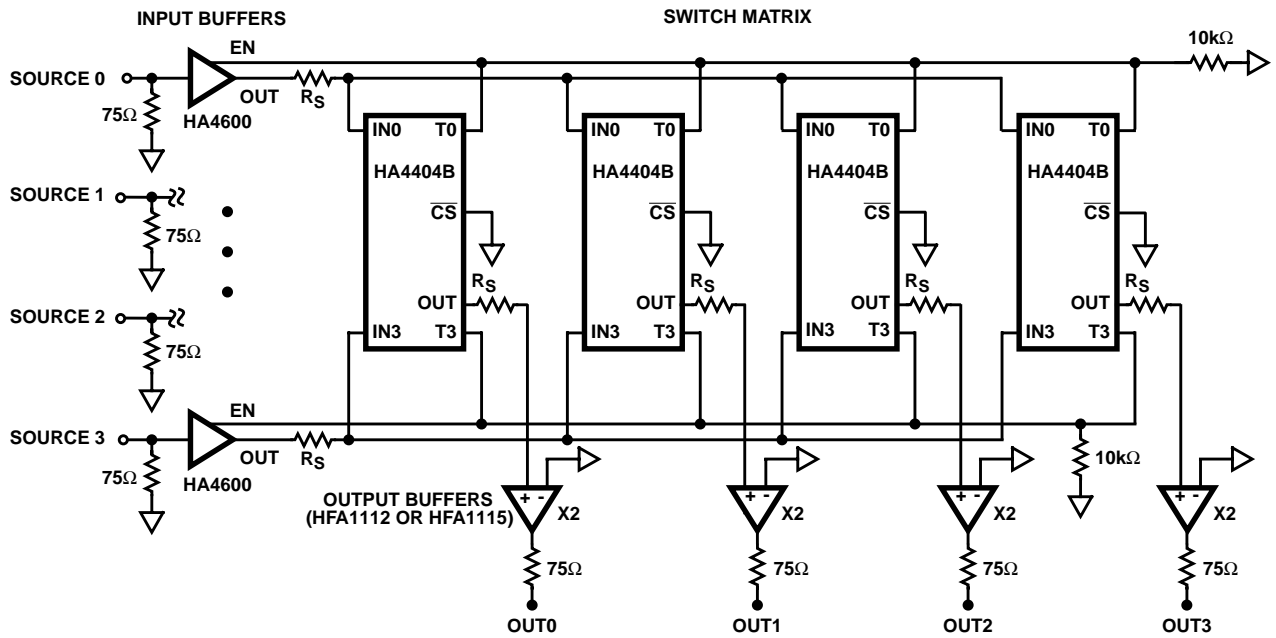 INPUT BUFFERS
SWITCH MATRIX
EN
10kΩ
SOURCE 0
OUT
RS
75Ω
HA4600
IN0 T0
IN0 T0
IN0 T0
IN0 T0
HA4404B
HA4404B
HA4404B
HA4404B
SOURCE 1
CS
CS
CS
CS
75Ω
RS
RS
RS
RS
OUT
OUT
OUT
OUT
SOURCE 2
IN3 T3
IN3 T3
IN3 T3
IN3 T3
75Ω
EN
SOURCE 3
OUT
RS
75Ω
10kΩ
HA4600
OUTPUT BUFFERS
(HFA1112 OR HFA1115)
+ -
X2
+ -
X2
+ -
X2
+ -
X2
75Ω
75Ω
75Ω
75Ω
OUT0
OUT1
OUT2
OUT3